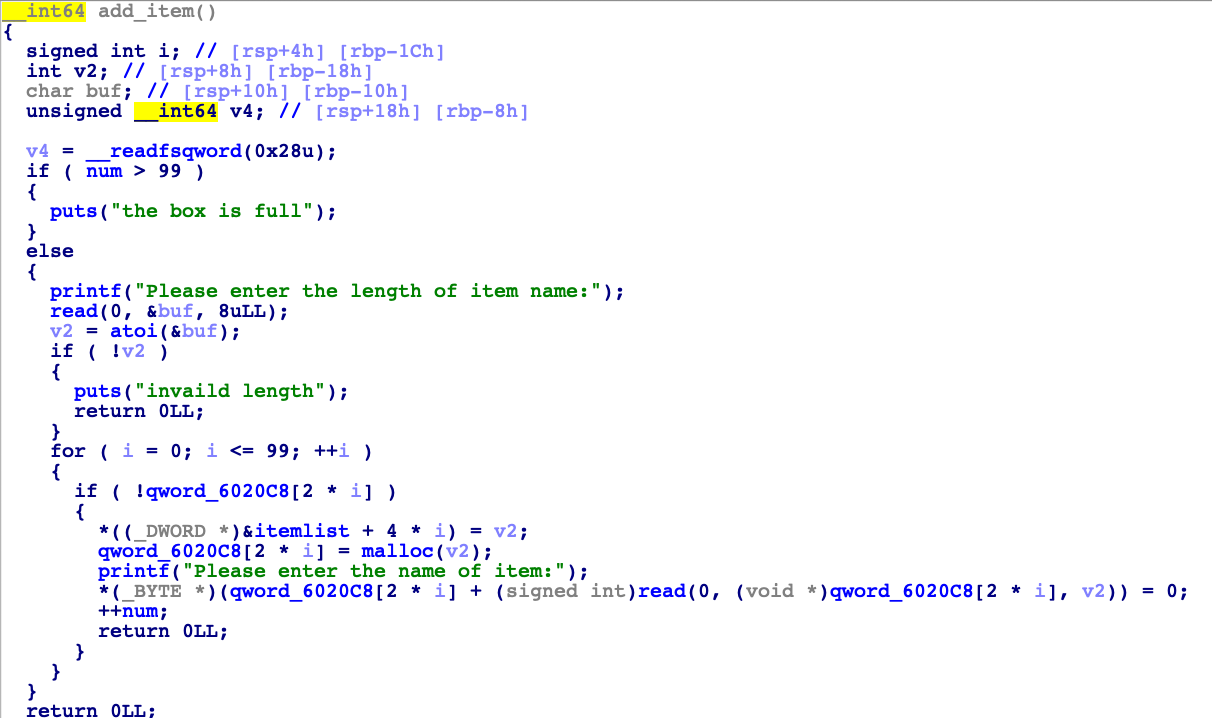 __int64 add_item()
{
  signed int i; // [rsp+4h] [rbp-1Ch]
  int v2; // [rsp+8h] [rbp-18h]
  char buf; // [rsp+10h] [rbp-10h]
  unsigned __int64 v4; // [rsp+18h] [rbp-8h]

  v4 = __readfsqword(0x28u);
  if ( num > 99 )
  {
    puts("the box is full");
  }
  else
  {
    printf("Please enter the length of item name:");
    read(0, &buf, 8uLL);
    v2 = atoi(&buf);
    if ( !v2 )
    {
      puts("invaild length");
      return 0LL;
    }
    for ( i = 0; i <= 99; ++i )
    {
      if ( !qword_6020C8[2 * i] )
      {
        *((_DWORD *)&itemlist + 4 * i) = v2;
        qword_6020C8[2 * i] = malloc(v2);
        printf("Please enter the name of item:");
        *(_BYTE *)(qword_6020C8[2 * i] + (signed int)read(0, (void *)qword_6020C8[2 * i], v2)) = 0;
        ++num;
        return 0LL;
      }
    }
  }
  return 0LL;